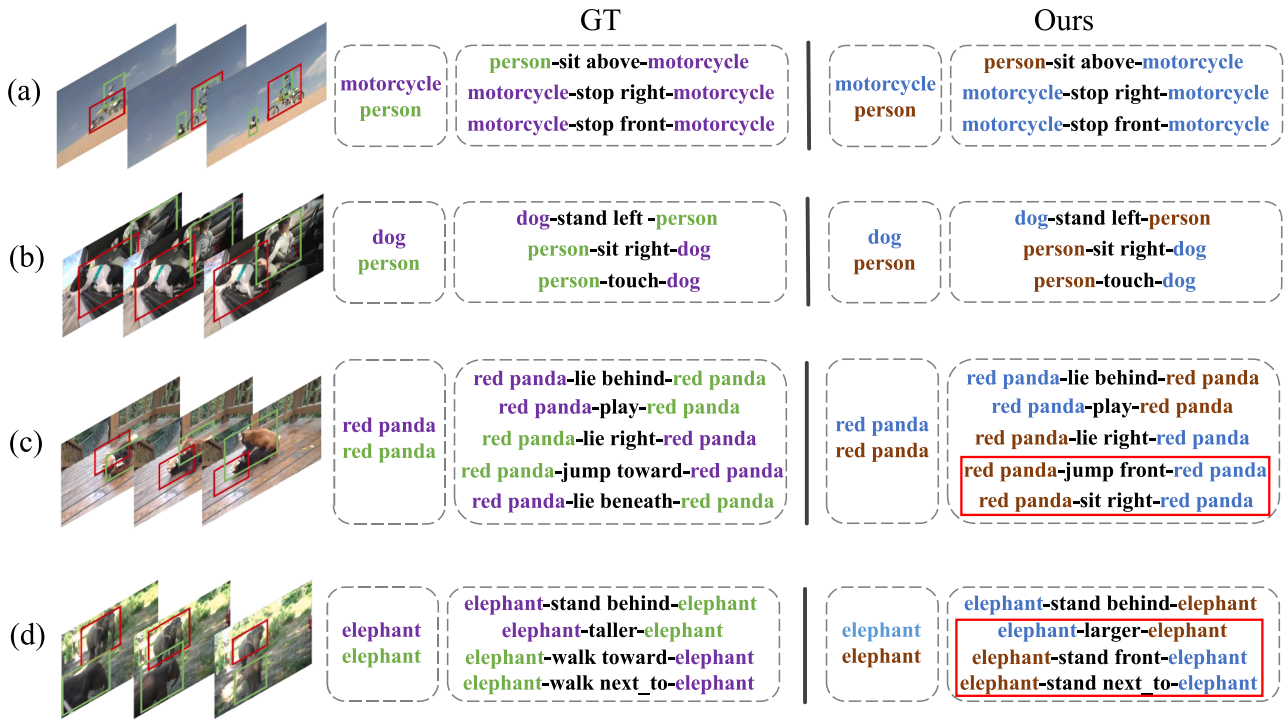 GT
Ours
(a)
motorcycle
person
person-sit above-motorcycle
motorcycle-stop right-motorcycle
motorcycle-stop front-motorcycle
motorcycle
person
person-sit above-motorcycle
motorcycle-stop right-motorcycle
motorcycle-stop front-motorcycle
(b)
dog
person
dog-stand left -person
person-sit right-dog
person-touch-dog
dog
person
dog-stand left-person
person-sit right-dog
person-touch-dog
(c)
red panda
red panda
red panda-lie behind-red panda
red panda-play-red panda
red panda-lie right-red panda
red panda-jump toward-red panda
red panda-lie beneath-red panda
red panda
red panda
red panda-lie behind-red panda
red panda-play-red panda
red panda-lie right-red panda
red panda-jump front-red panda
red panda-sit right-red panda
(d)
elephant
elephant
elephant-stand behind-elephant
elephant-taller-elephant
elephant-walk toward-elephant
elephant-walk next_to-elephant
elephant
elephant
elephant-stand behind-elephant
elephant-larger-elephant
elephant-stand front-elephant
elephant-stand next_to-elephant